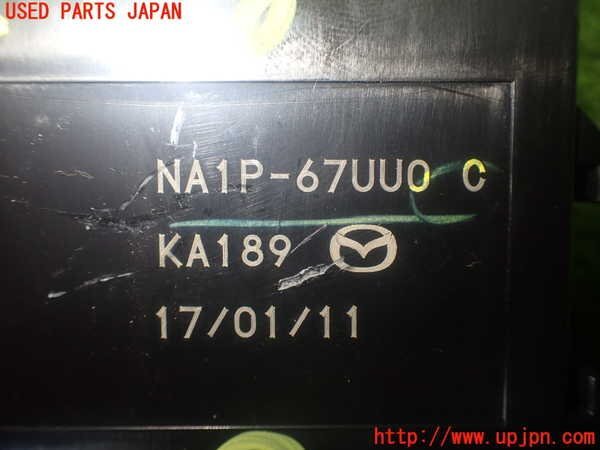 USED PARTS JAPAN
NA1P-67UU0 C
KA189
17/01/11
http://www.upjpn.com/